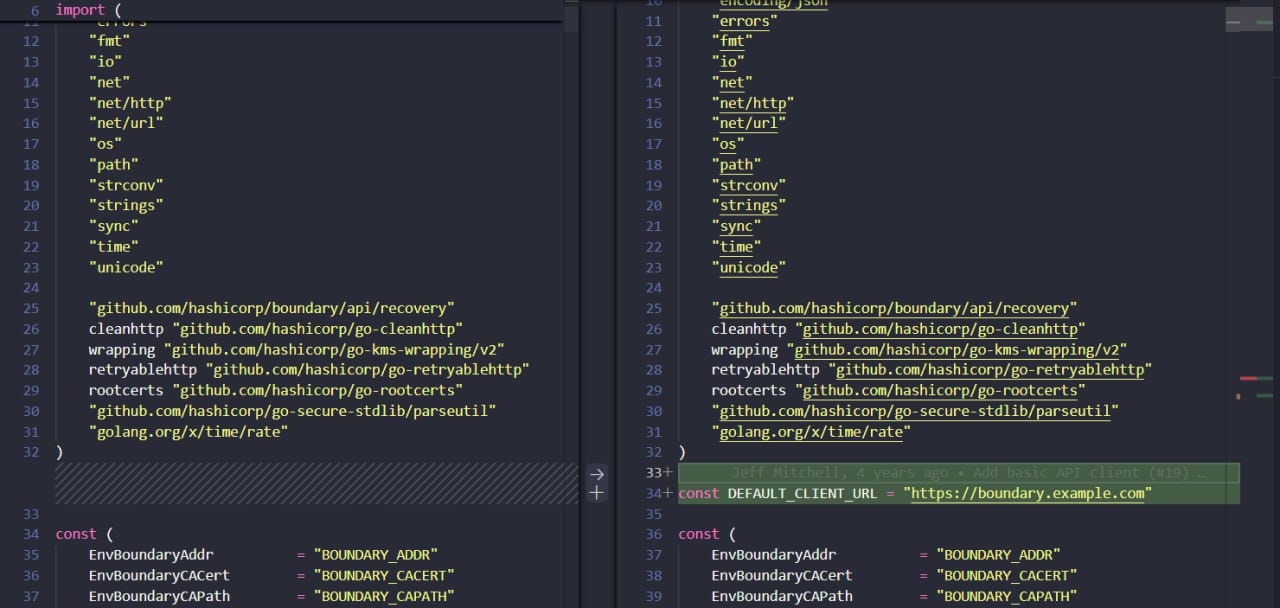 6 import (
errors"
12 "fmt"
13 "io"
14 "net"
15 "net/http"
16 "net/url"
17 "os"
18 "path"
19 "strconv"
20 "strings"
21 "sync"
22 "time"
23 "unicode"
24
25 "github.com/hashicorp/boundary/api/recovery"
26 cleanhttp "github.com/hashicorp/go-cleanhttp"
27 wrapping "github.com/hashicorp/go-kms-wrapping/v2"
28 retryablehttp "github.com/hashicorp/go-retryablehttp"
29 rootcerts "github.com/hashicorp/go-rootcerts"
30 "github.com/hashicorp/go-secure-stdlib/parseutil"
31 "golang.org/x/time/rate"
32 )
33
34 const (
35 EnvBoundaryAddr = "BOUNDARY_ADDR"
36 EnvBoundaryCACert = "BOUNDARY_CACERT"
37 EnvBoundaryCAPath = "BOUNDARY_CAPATH"
10 encoding/json
11 "errors"
12 "fmt"
13 "io"
14 "net"
15 "net/http"
16 "net/url"
17 "os"
18 "path"
19 "strconv"
20 "strings"
21 "sync"
22 "time"
23 "unicode"
24
25 "github.com/hashicorp/boundary/api/recovery"
26 cleanhttp "github.com/hashicorp/go-cleanhttp"
27 wrapping "github.com/hashicorp/go-kms-wrapping/v2"
28 retryablehttp "github.com/hashicorp/go-retryablehttp"
29 rootcerts "github.com/hashicorp/go-rootcerts"
30 "github.com/hashicorp/go-secure-stdlib/parseutil"
31 "golang.org/x/time/rate"
32 )
33+ Jeff Mitchell, 4 years ago • Add basic API client (#19) …
34+ const DEFAULT_CLIENT_URL = "https://boundary.example.com"
35
36 const (
37 EnvBoundaryAddr = "BOUNDARY_ADDR"
38 EnvBoundaryCACert = "BOUNDARY_CACERT"
39 EnvBoundaryCAPath = "BOUNDARY_CAPATH"